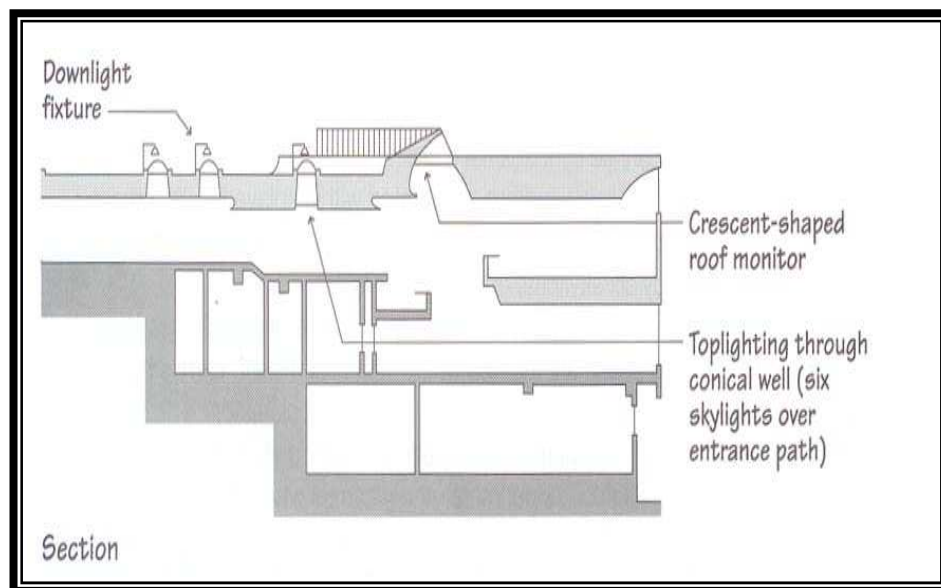 Downlight
fixture
Crescent-shaped
roof monitor
Toplighting through
conical well (six
skylights over
entrance path)
Section